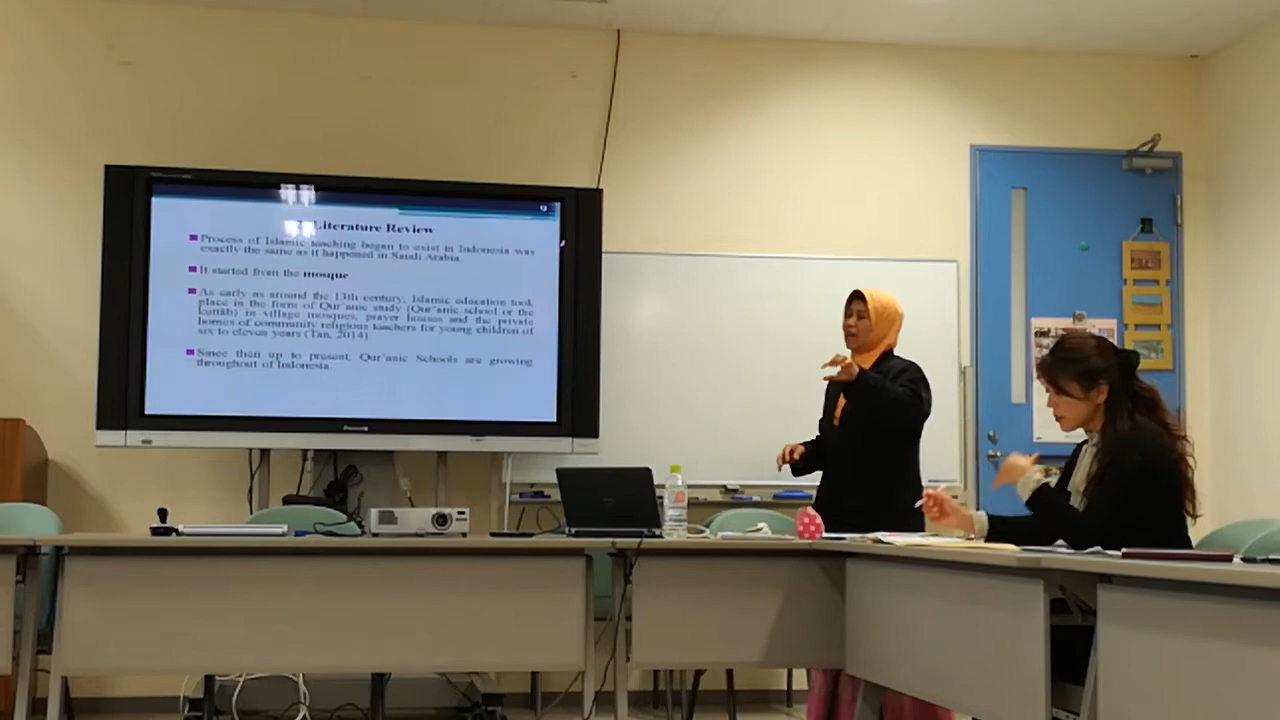 9
Literature Review
Process of Islamic teaching began to exist in Indonesia was
exactly the same as it happened in Saudi Arabia.
It started from the mosque
As early as around the 13th century, Islamic education took
place in the form of Qur'anic study (Qur'anic school or the
kuttāb) in village mosques, prayer houses and the private
homes of community religious teachers for young children of
six to eleven years (Tan, 2014).
Since then up to present, Qur'anic Schools are growing
throughout of Indonesia.
Panasonic